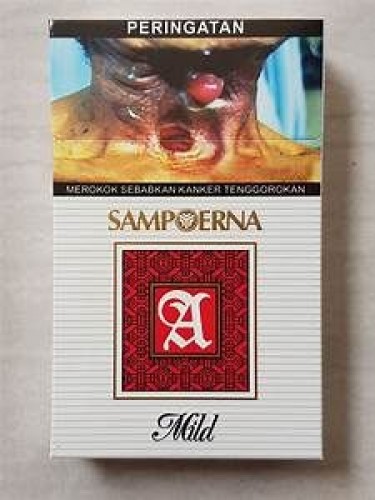 PERINGATAN
MEROKOK SEBABKAN KANKER TENGGOROKAN
SAMPOERNA
A
Mild